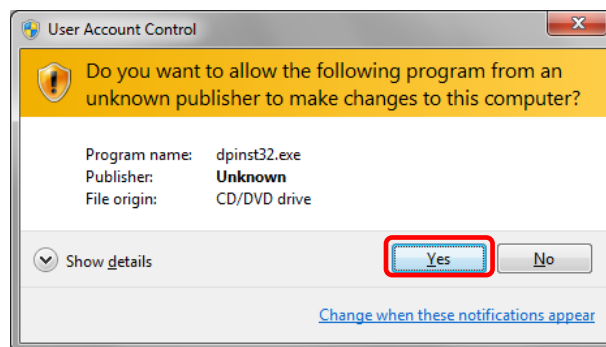 User Account Control
Do you want to allow the following program from an
unknown publisher to make changes to this computer?
Program name: dpinst32.exe
Publisher: Unknown
File origin: CD/DVD drive
Show details
Yes
No
Change when these notifications appear